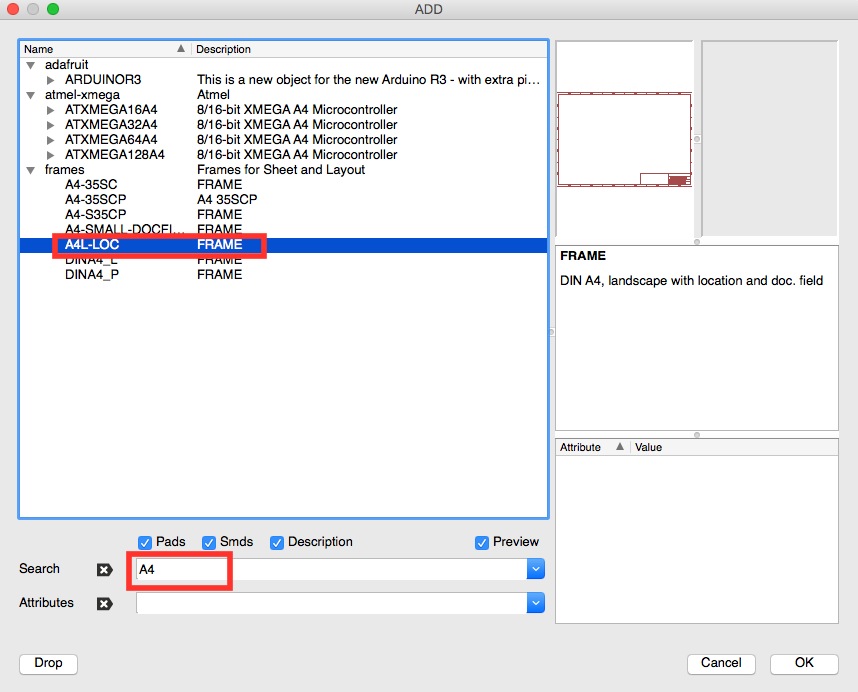 ADD
Name Description
adafruit
ARDUINOR3 This is a new object for the new Arduino R3 - with extra pi...
atmel-xmega Atmel
ATXMEGA16A4 8/16-bit XMEGA A4 Microcontroller
ATXMEGA32A4 8/16-bit XMEGA A4 Microcontroller
ATXMEGA64A4 8/16-bit XMEGA A4 Microcontroller
ATXMEGA128A4 8/16-bit XMEGA A4 Microcontroller
frames Frames for Sheet and Layout
A4-35SC FRAME
A4-35SCP A4 35SCP
A4-S35CP FRAME
A4-SMALL-DOCFI... FRAME
A4L-LOC FRAME
DINA4_L FRAME
DINA4_P FRAME
FRAME
DIN A4, landscape with location and doc. field
Attribute Value
Pads Smds Description Preview
Search A4
Attributes
Drop Cancel OK